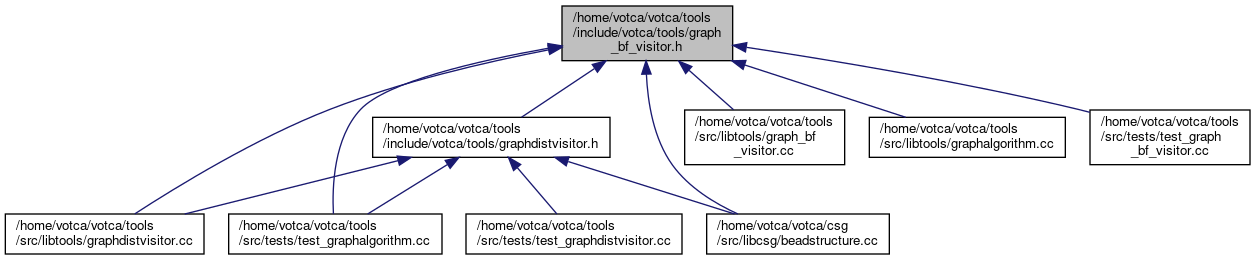 /home/votca/votca/tools
/include/votca/tools/graph
_bf_visitor.h
/home/votca/votca/tools
/include/votca/tools/graphdistvisitor.h
/home/votca/votca/tools
/src/libtools/graph_bf
_visitor.cc
/home/votca/votca/tools
/src/libtools/graphalgorithm.cc
/home/votca/votca/tools
/src/tests/test_graph
_bf_visitor.cc
/home/votca/votca/tools
/src/libtools/graphdistvisitor.cc
/home/votca/votca/tools
/src/tests/test_graphalgorithm.cc
/home/votca/votca/tools
/src/tests/test_graphdistvisitor.cc
/home/votca/votca/csg
/src/libcsg/beadstructure.cc